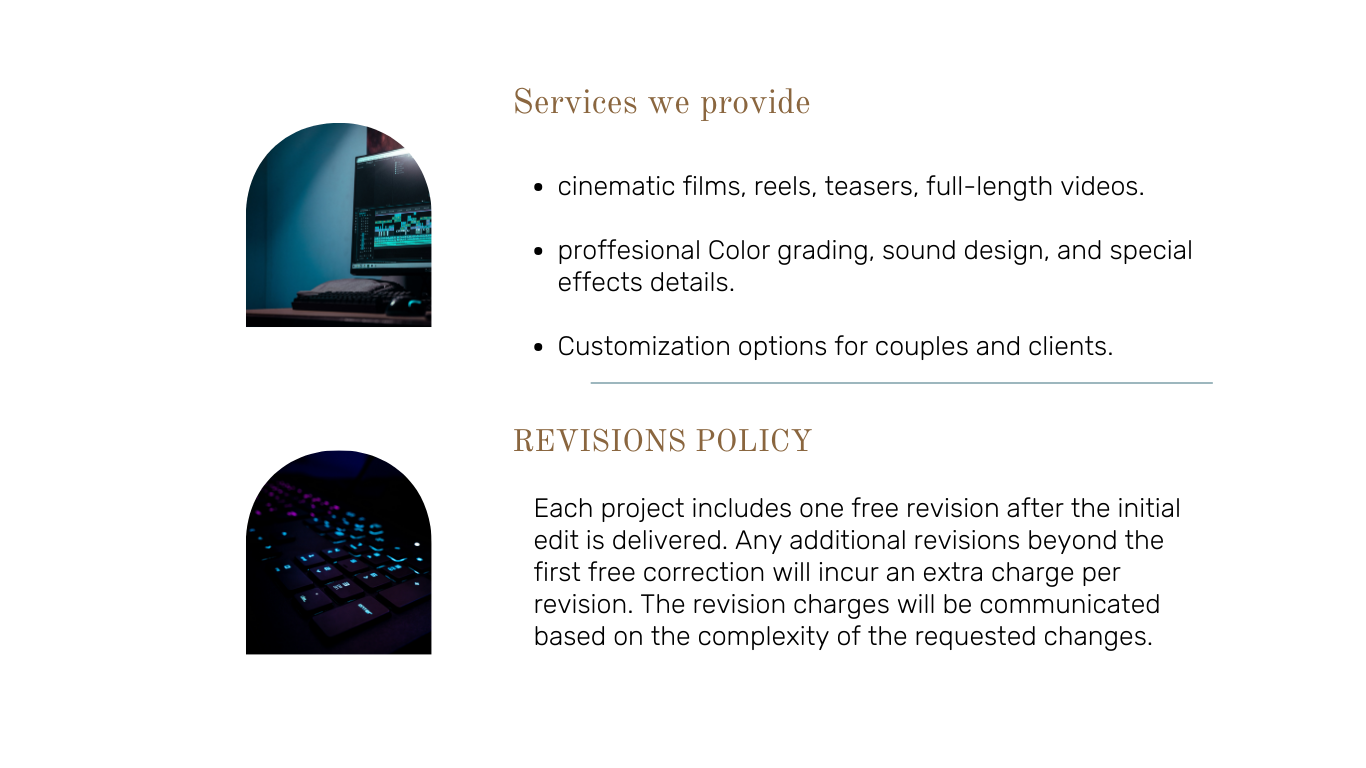 Services we provide
• cinematic films, reels, teasers, full-length videos.
• proffesional Color grading, sound design, and special
effects details.
• Customization options for couples and clients.
REVISIONS POLICY
Each project includes one free revision after the initial
edit is delivered. Any additional revisions beyond the
first free correction will incur an extra charge per
revision. The revision charges will be communicated
based on the complexity of the requested changes.